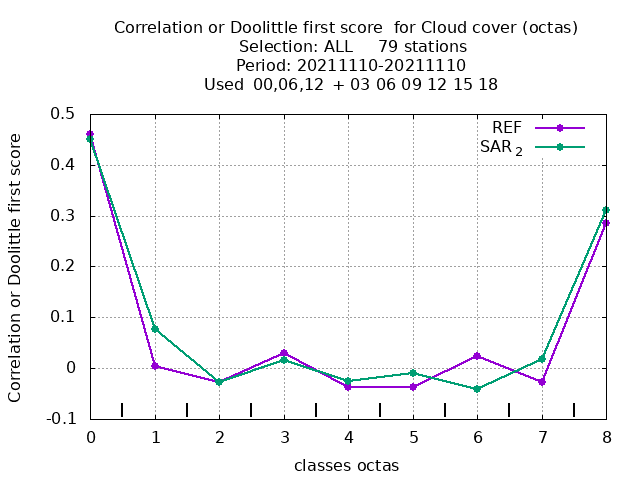 Correlation or Doolittle first score  for Cloud cover (octas)
Selection: ALL     79 stations
Period: 20211110-20211110
Used  00,06,12  + 03 06 09 12 15 18
REF
SAR 2
Correlation or Doolittle first score
0.5
0.4
0.3
0.2
0.1
0
-0.1
0 1 2 3 4 5 6 7 8
classes octas